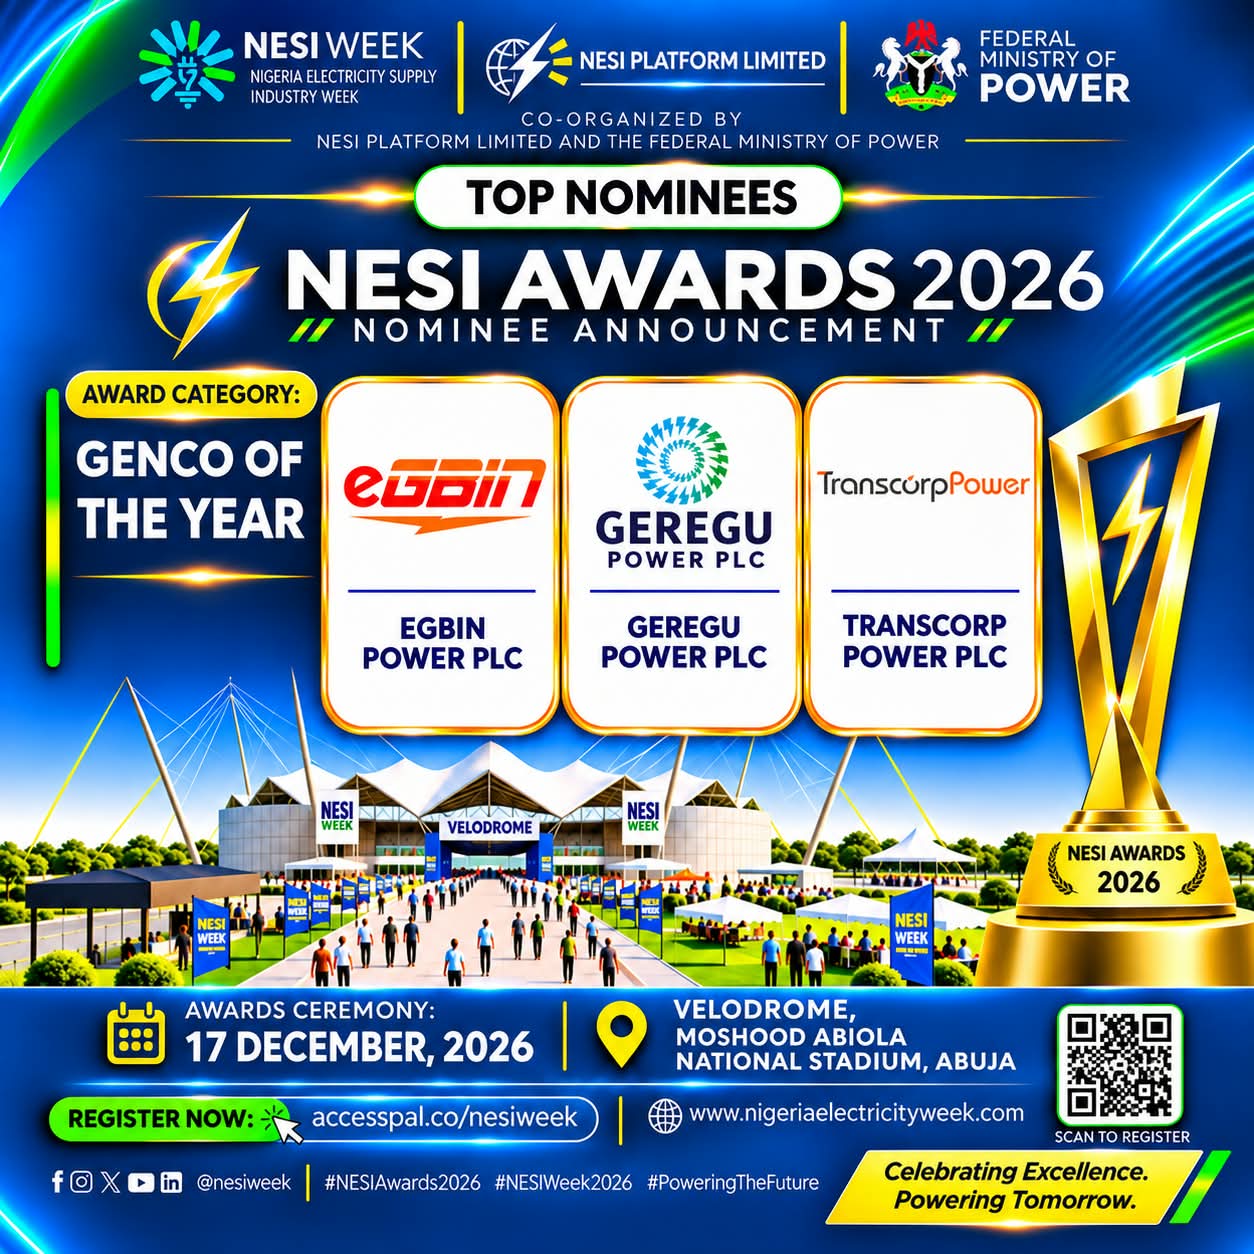 NESI WEEK
NIGERIA ELECTRICITY SUPPLY
INDUSTRY WEEK
NESI PLATFORM LIMITED
FEDERAL
MINISTRY OF
POWER
CO-ORGANIZED BY
NESI PLATFORM LIMITED AND THE FEDERAL MINISTRY OF POWER
TOP NOMINEES
NESI AWARDS 2026
NOMINEE ANNOUNCEMENT
AWARD CATEGORY:
GENCO OF
THE YEAR
eGBIN
EGBIN
POWER PLC
GEREGU
POWER PLC
GEREGU
POWER PLC
TranscorpPower
TRANSCORP
POWER PLC
NESI
WEEK
VELODROME
NESI
WEEK
NESI
WEEK
NESI
WEEK
NESI
WEEK
NESI AWARDS
2026
AWARDS CEREMONY:
17 DECEMBER, 2026
VELODROME,
MOSHOOD ABIOLA
NATIONAL STADIUM, ABUJA
REGISTER NOW:
accesspal.co/nesiweek
www.nigeriaelectricityweek.com
SCAN TO REGISTER
@nesiweek
#NESIAwards2026 #NESIWeek2026 #PoweringTheFuture
Celebrating Excellence.
Powering Tomorrow.